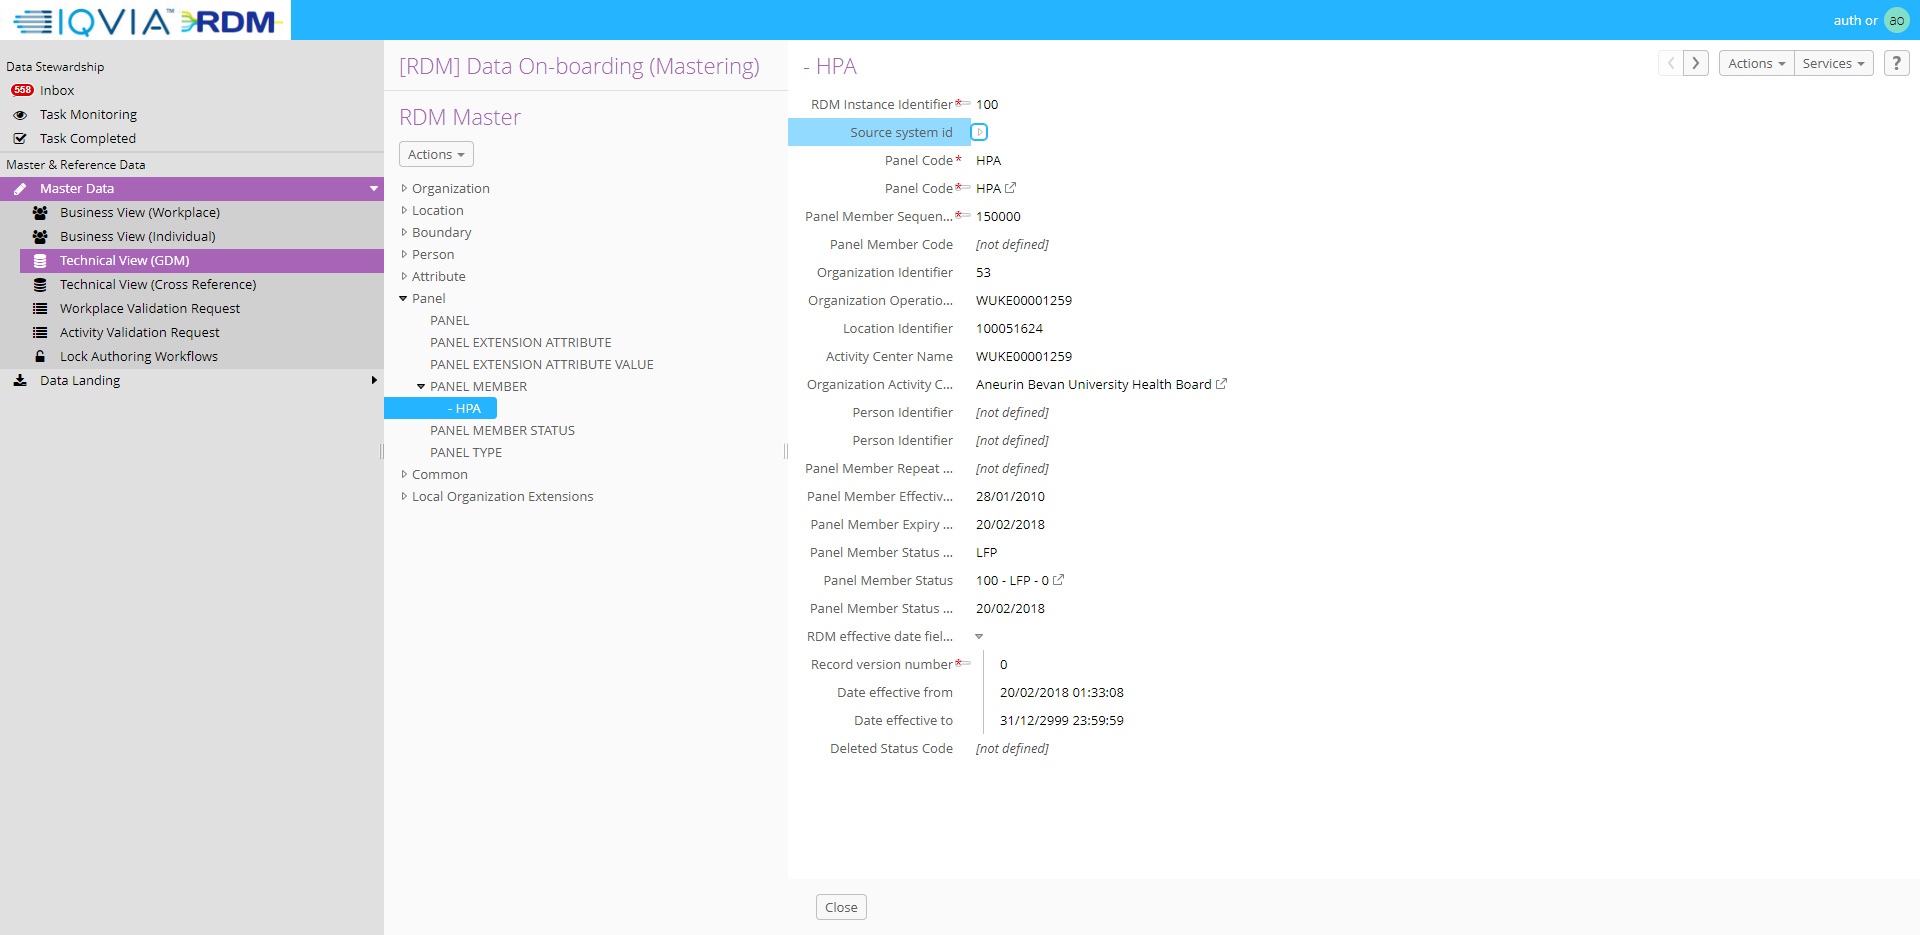 IQVIA™ RDM
auth or ao
Data Stewardship
558 Inbox
Task Monitoring
Task Completed
Master & Reference Data
Master Data
Business View (Workplace)
Business View (Individual)
Technical View (GDM)
Technical View (Cross Reference)
Workplace Validation Request
Activity Validation Request
Lock Authoring Workflows
Data Landing
[RDM] Data On-boarding (Mastering)
RDM Master
Actions
Organization
Location
Boundary
Person
Attribute
Panel
PANEL
PANEL EXTENSION ATTRIBUTE
PANEL EXTENSION ATTRIBUTE VALUE
PANEL MEMBER
- HPA
PANEL MEMBER STATUS
PANEL TYPE
Common
Local Organization Extensions
- HPA
Actions Services ?
RDM Instance Identifier* 100
Source system id
Panel Code* HPA
Panel Code* HPA
Panel Member Sequen...* 150000
Panel Member Code [not defined]
Organization Identifier 53
Organization Operatio... WUKE00001259
Location Identifier 100051624
Activity Center Name WUKE00001259
Organization Activity C... Aneurin Bevan University Health Board
Person Identifier [not defined]
Person Identifier [not defined]
Panel Member Repeat ... [not defined]
Panel Member Effectiv... 28/01/2010
Panel Member Expiry ... 20/02/2018
Panel Member Status ... LFP
Panel Member Status 100 - LFP - 0
Panel Member Status ... 20/02/2018
RDM effective date fiel...
Record version number* 0
Date effective from 20/02/2018 01:33:08
Date effective to 31/12/2999 23:59:59
Deleted Status Code [not defined]
Close